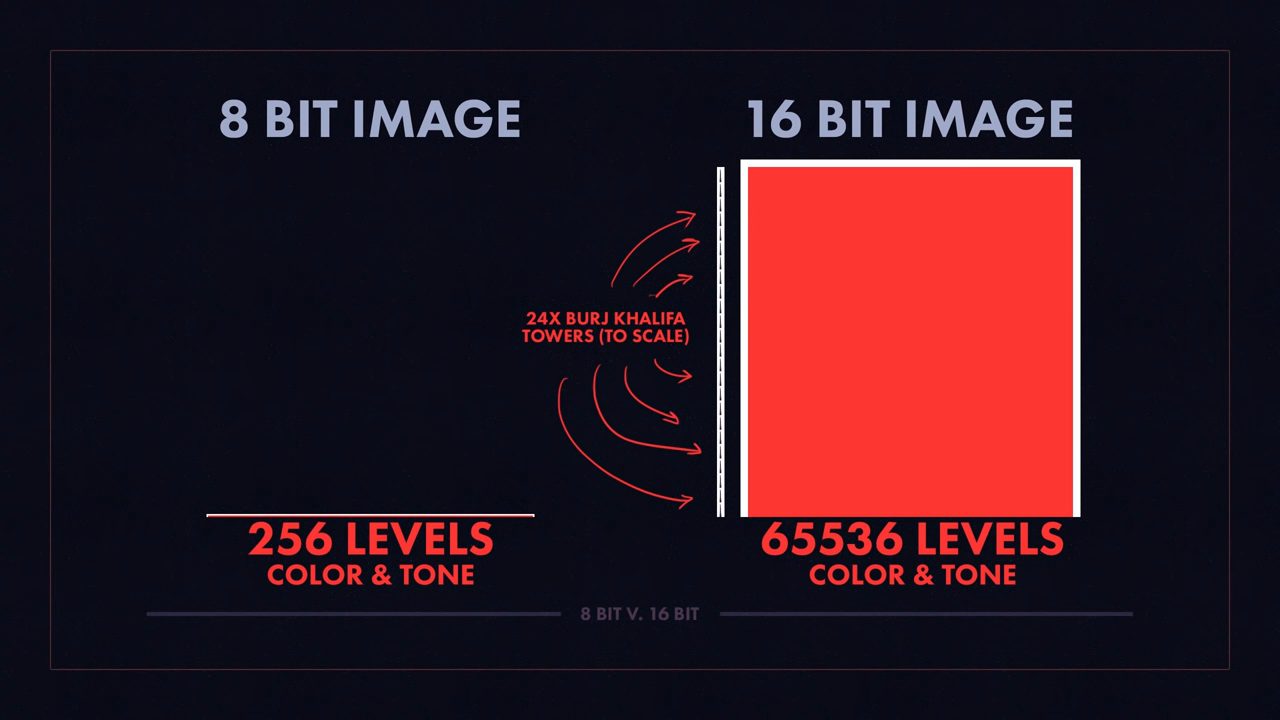 8 BIT IMAGE
16 BIT IMAGE
24X BURJ KHALIFA
TOWERS (TO SCALE)
256 LEVELS
COLOR & TONE
65536 LEVELS
COLOR & TONE
8 BIT V. 16 BIT